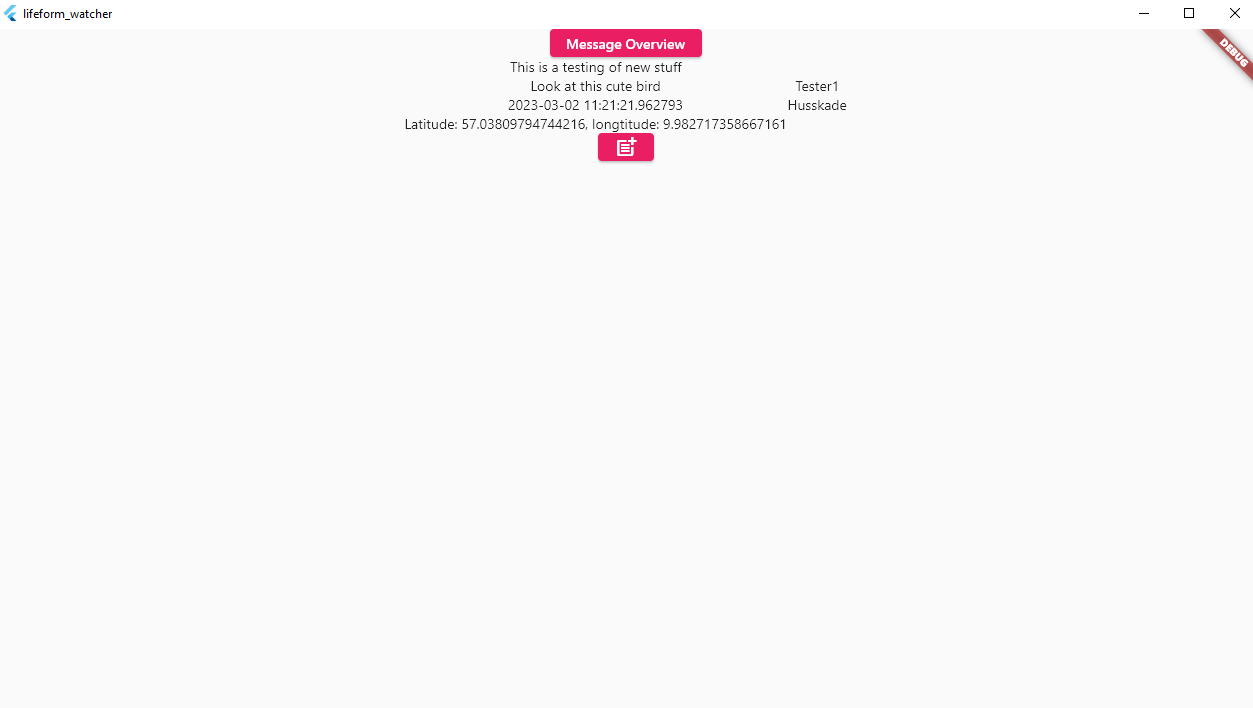 lifeform_watcher
DEBUG
Message Overview
This is a testing of new stuff
Look at this cute bird
2023-03-02 11:21:21.962793
Latitude: 57.03809794744216, longtitude: 9.982717358667161
Tester1
Husskade